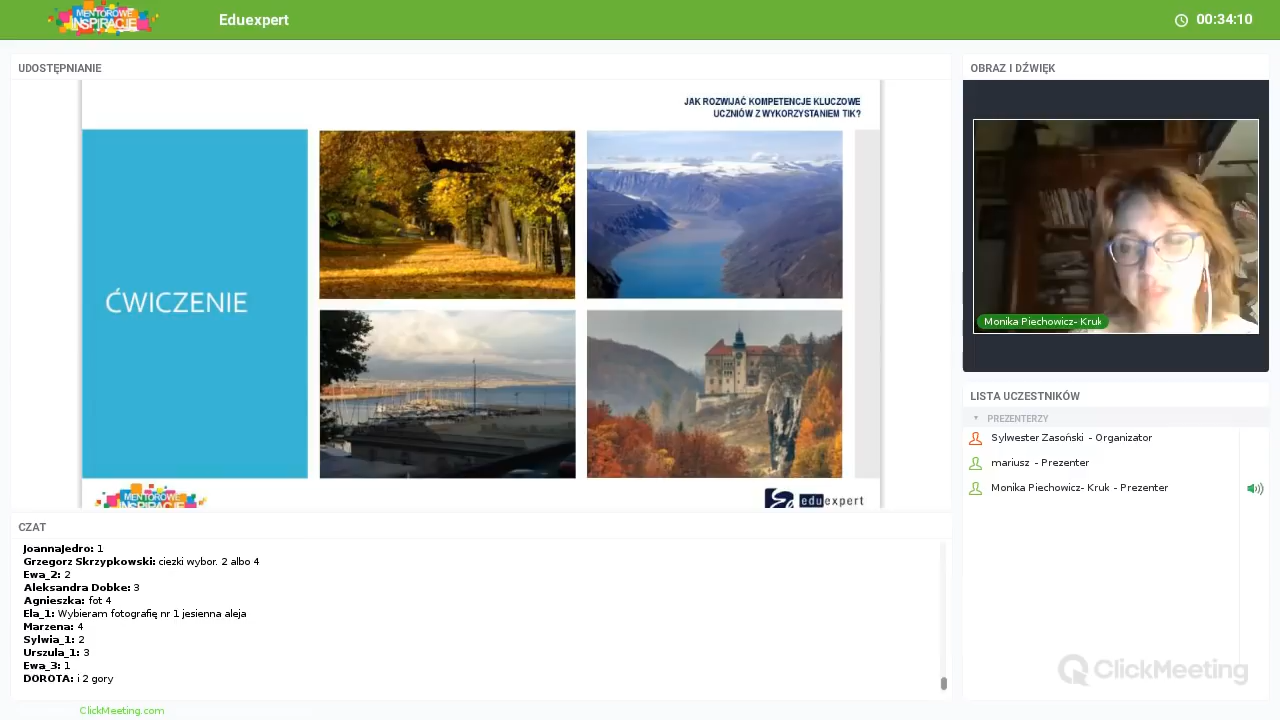 MENTOROWE
INSPIRACJE
Eduexpert
00:34:10
UDOSTĘPNIANIE
JAK ROZWIJAĆ KOMPETENCJE KLUCZOWE
UCZNIÓW Z WYKORZYSTANIEM TIK?
ĆWICZENIE
MENTOROWE
INSPIRACJE
eduexpert
OBRAZ I DŹWIĘK
Monika Piechowicz- Kruk
LISTA UCZESTNIKÓW
PREZENTERZY
Sylwester Zasoński - Organizator
mariusz - Prezenter
Monika Piechowicz- Kruk - Prezenter
CZAT
JoannaJedro: 1
Grzegorz Skrzypkowski: ciezki wybor. 2 albo 4
Ewa_2: 2
Aleksandra Dobke: 3
Agnieszka: fot 4
Ela_1: Wybieram fotografię nr 1 jesienna aleja
Marzena: 4
Sylwia_1: 2
Urszula_1: 3
Ewa_3: 1
DOROTA: i 2 gory
ClickMeeting
ClickMeeting.com